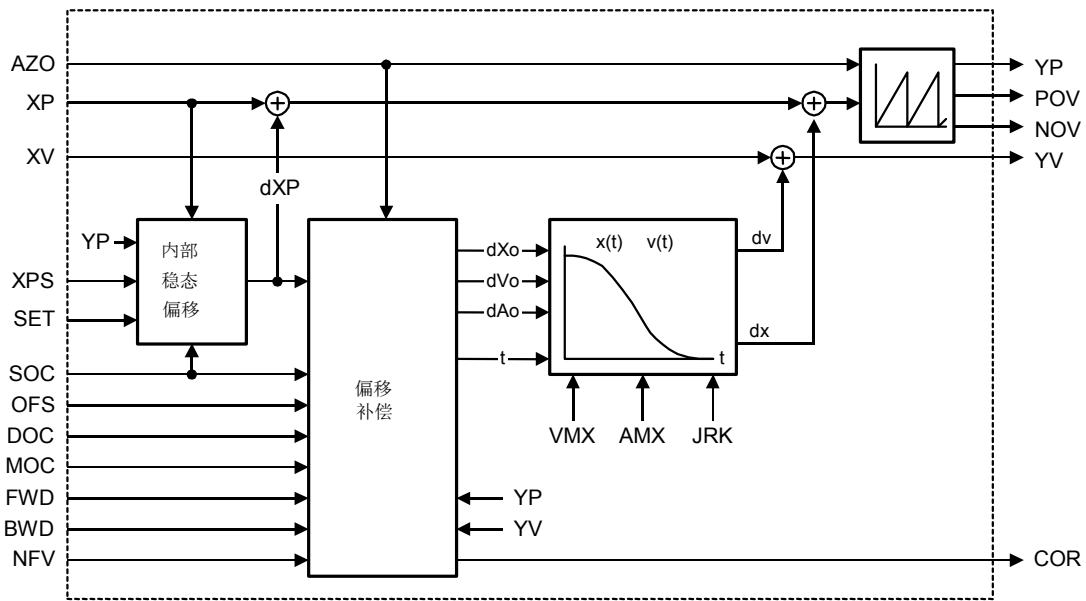 AZO
YP
XP
POV
NOV
XV
YV
dXP
YP
内部
稳态
偏移
dXo
dVo
dAo
t
x(t) v(t)
t
dv
dx
XPS
SET
SOC
OFS
DOC
MOC
FWD
BWD
NFV
偏移
补偿
VMX AMX JRK
YP
YV
COR